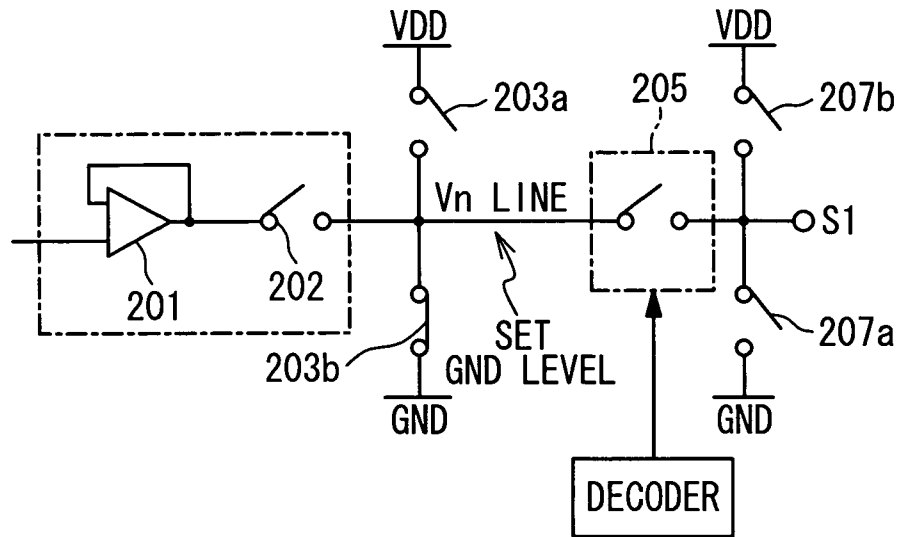 VDD
VDD
203a
207b
205
Vn LINE
S1
201
202
203b
SET
GND LEVEL
207a
GND
GND
DECODER